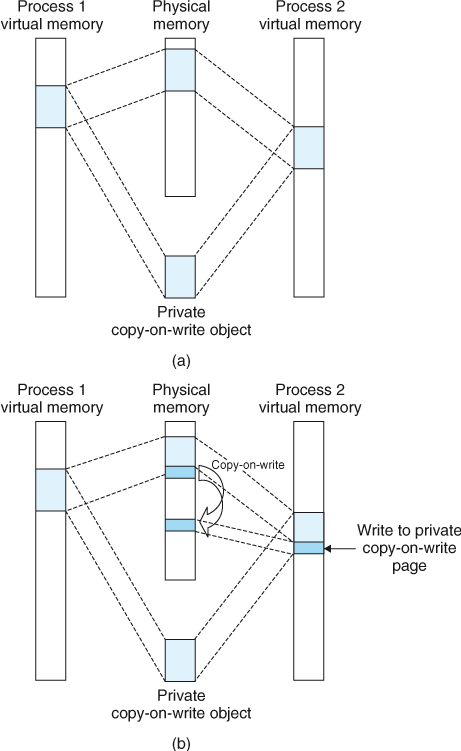 Process 1 Physical Process 2
virtual memory memory virtual memory
Private
copy-on-write object
(a)
Process 1 Physical Process 2
virtual memory memory virtual memory
Copy-on-write
Write to private
copy-on-write
page
Private
copy-on-write object
(b)